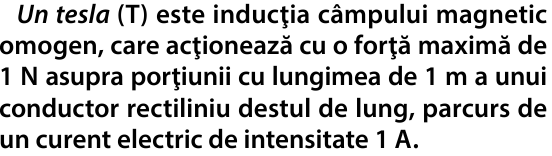 Un tesla (T) este inducţia câmpului magnetic
omogen, care acţionează cu o forţă maximă de
1 N asupra porţiunii cu lungimea de 1 m a unui
conductor rectiliniu destul de lung, parcurs de
un curent electric de intensitate 1 A.